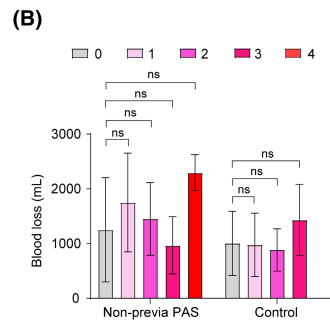 (B)
0 1 2 3 4
ns
ns
ns
ns
ns
ns
ns
3000
2000
1000
0
Blood loss (mL)
Non-previa PAS Control